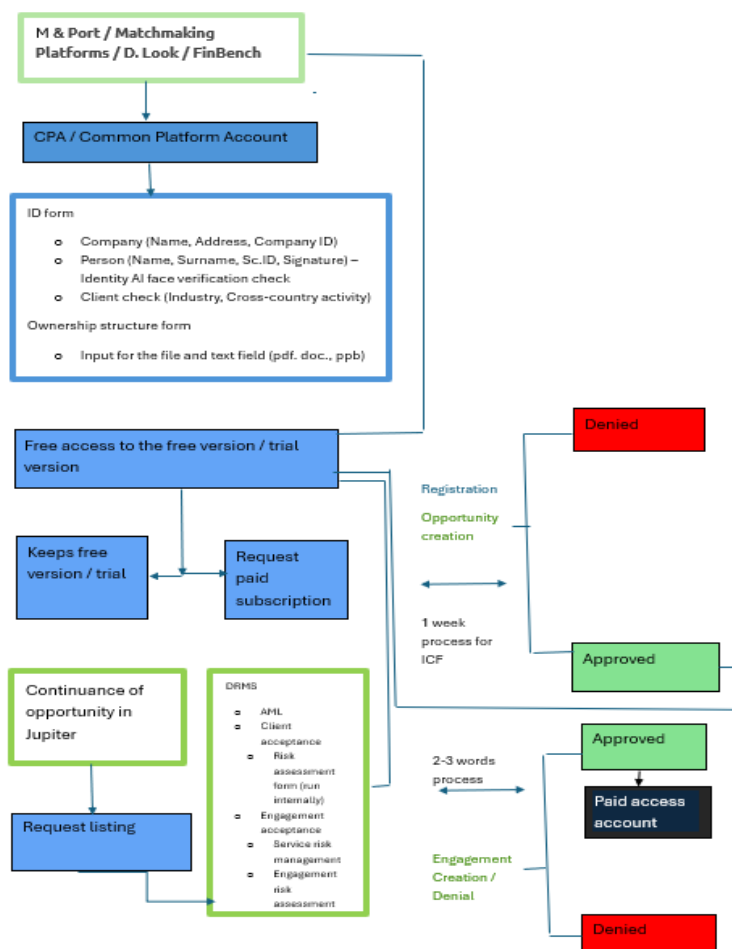 M & Port / Matchmaking
Platforms / D. Look / FinBench
CPA / Common Platform Account
ID form
o Company (Name, Address, Company ID)
o Person (Name, Surname, Sc.ID, Signature) –
Identity AI face verification check
o Client check (Industry, Cross-country activity)
Ownership structure form
o Input for the file and text field (pdf. doc., ppb)
Free access to the free version / trial
version
Keeps free
version / trial
Request
paid
subscription
Registration
Opportunity
creation
1 week
process for
ICF
Denied
Approved
Continuance of
opportunity in
Jupiter
Request listing
DRMS
o AML
o Client
acceptance
o Risk
assessment
form (run
internally)
o Engagement
acceptance
o Service risk
management
o Engagement
risk
assessment
2-3 words
process
Engagement
Creation /
Denial
Approved
Paid access
account
Denied